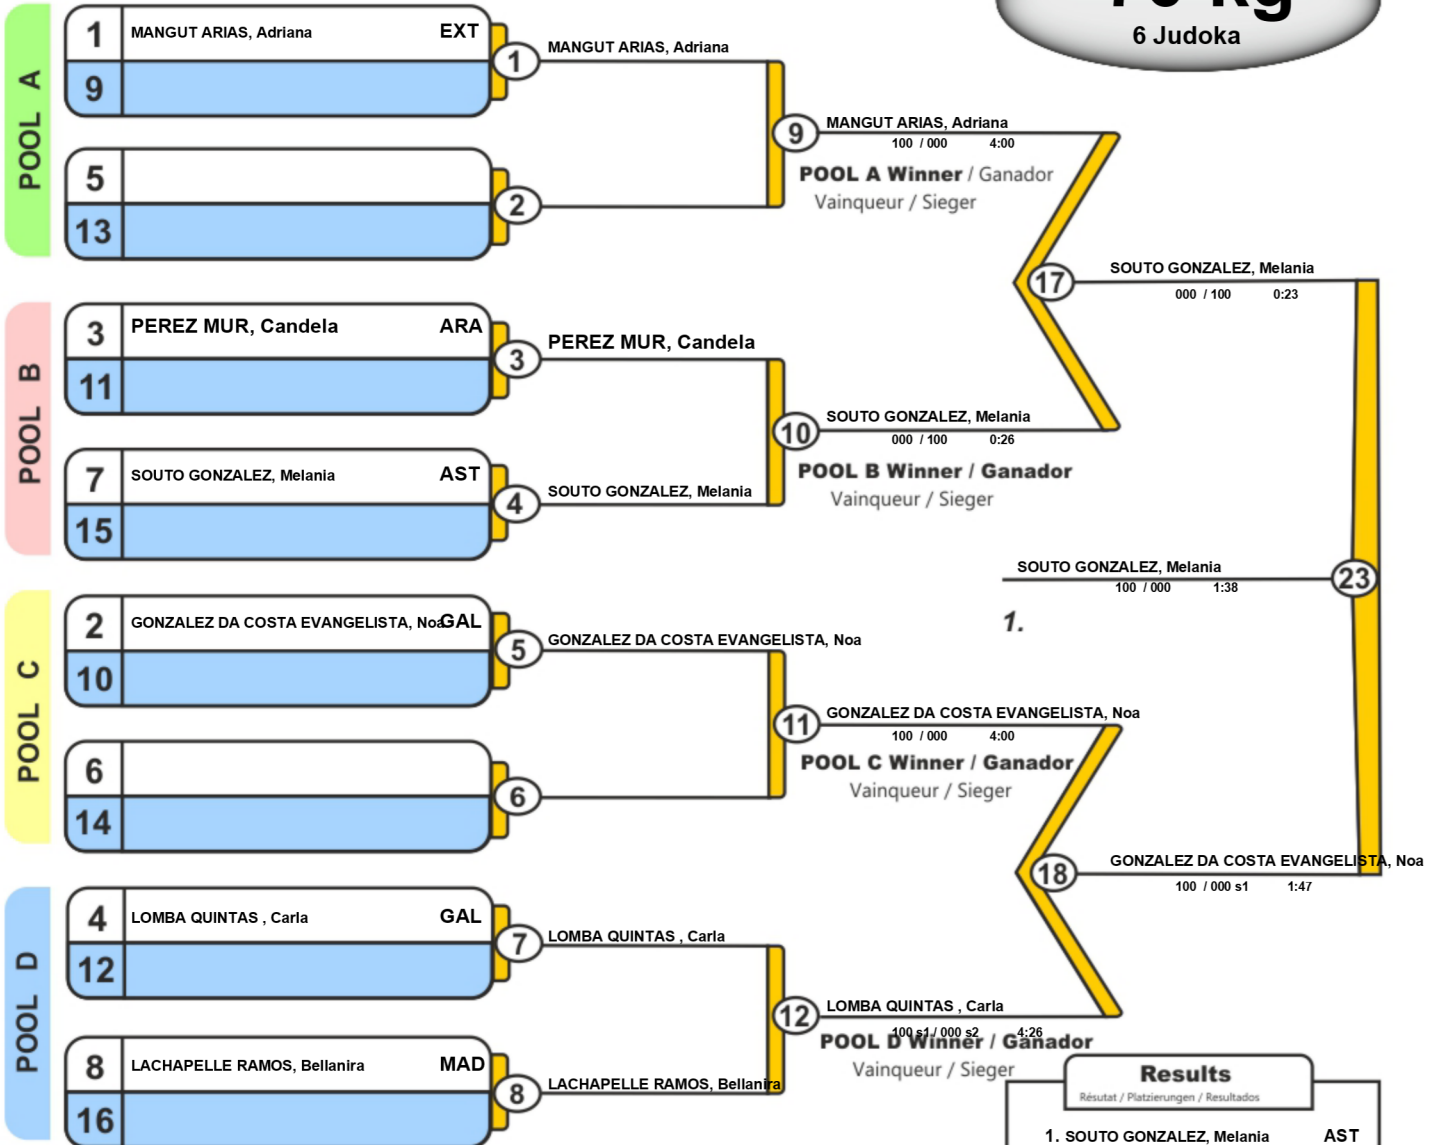 6 Judoka
POOL A
1 MANGUT ARIAS, Adriana EXT
9
1 MANGUT ARIAS, Adriana
5
13
2
9 MANGUT ARIAS, Adriana
100 / 000 4:00
POOL A Winner / Ganador
Vainqueur / Sieger
POOL B
3 PEREZ MUR, Candela ARA
11
3 PEREZ MUR, Candela
7 SOUTO GONZALEZ, Melania AST
15
4 SOUTO GONZALEZ, Melania
10 SOUTO GONZALEZ, Melania
000 / 100 0:26
POOL B Winner / Ganador
Vainqueur / Sieger
17 SOUTO GONZALEZ, Melania
000 / 100 0:23
SOUTO GONZALEZ, Melania 23
100 / 000 1:38
1.
POOL C
2 GONZALEZ DA COSTA EVANGELISTA, Noa GAL
10
5 GONZALEZ DA COSTA EVANGELISTA, Noa
6
14
6
11 GONZALEZ DA COSTA EVANGELISTA, Noa
100 / 000 4:00
POOL C Winner / Ganador
Vainqueur / Sieger
18 GONZALEZ DA COSTA EVANGELISTA, Noa
100 / 000 s1 1:47
POOL D
4 LOMBA QUINTAS , Carla GAL
12
7 LOMBA QUINTAS , Carla
8 LACHAPELLE RAMOS, Bellanira MAD
16
8 LACHAPELLE RAMOS, Bellanira
12 LOMBA QUINTAS , Carla
100 s1 / 000 s2 4:26
POOL D Winner / Ganador
Vainqueur / Sieger
Results
Résutat / Platzierungen / Resultados
1. SOUTO GONZALEZ, Melania AST